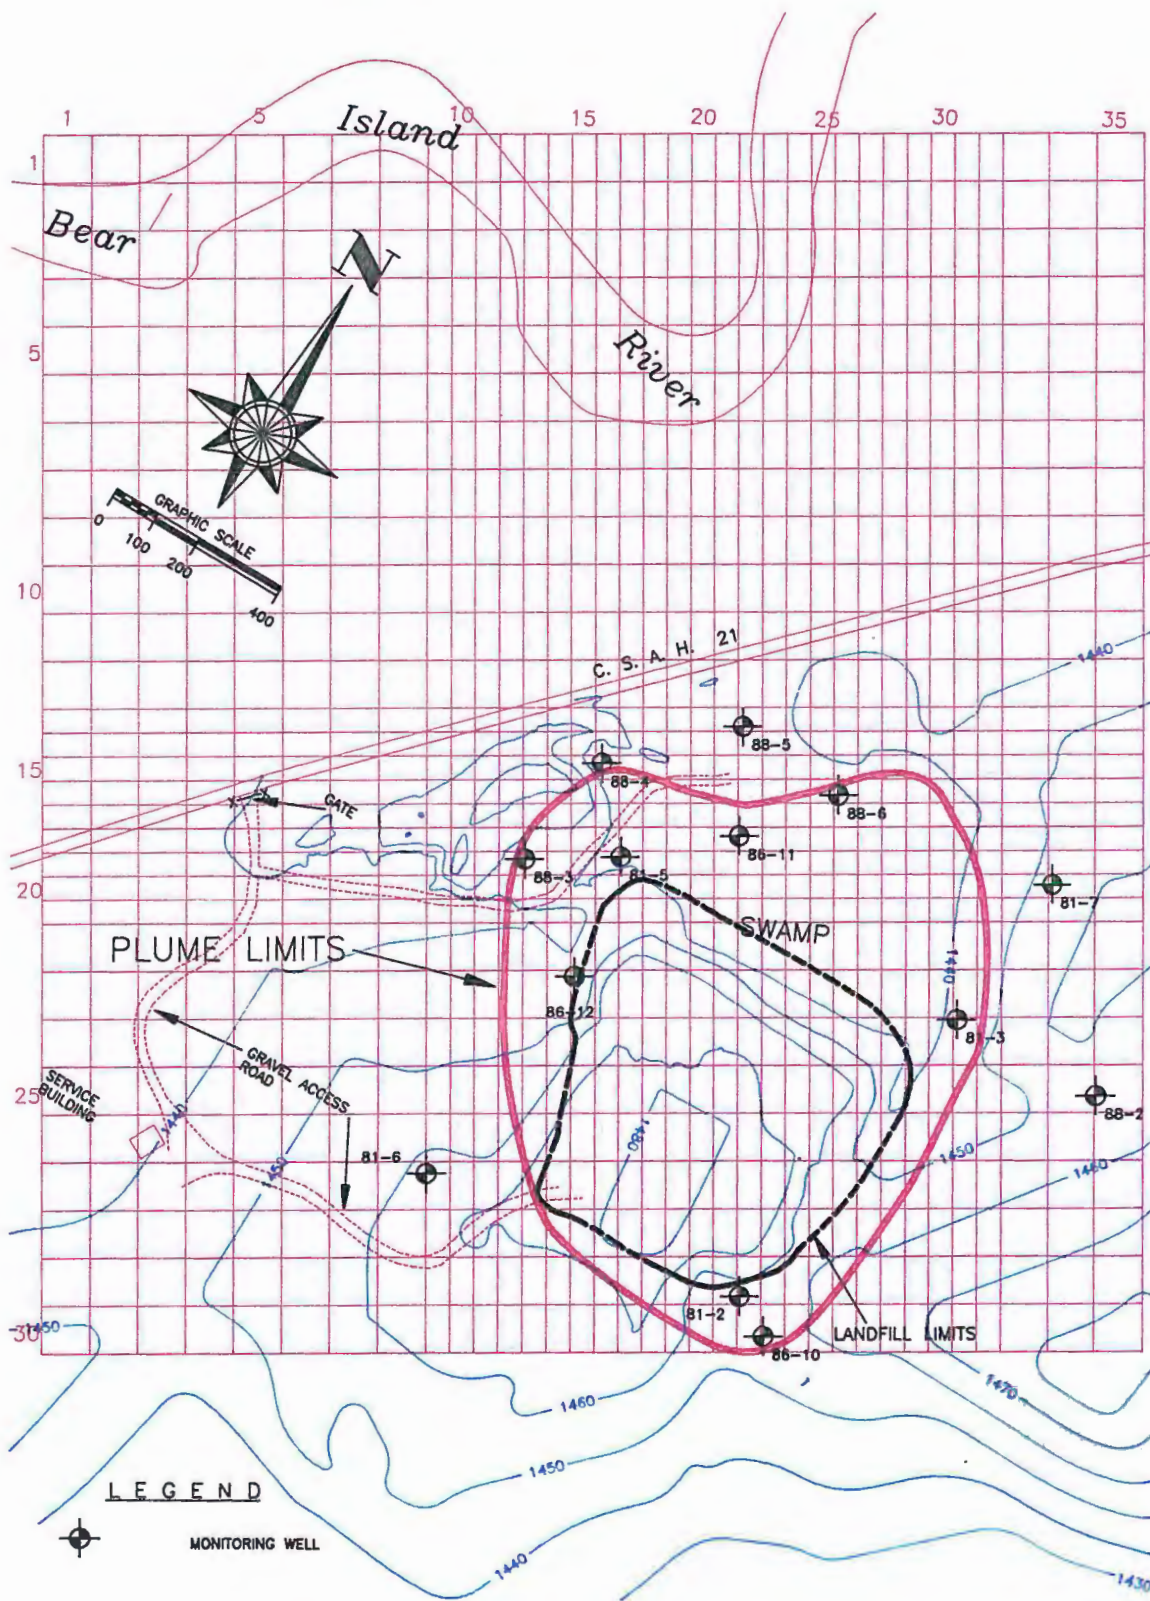 1 5 10 15 20 25 30 35
Island
1
Bear
N
River
5
GRAPHIC SCALE
0 100 200 400
10
C. S. A. H. 21
1440
88-5
15
88-4
GATE
88-6
86-11
88-3
81-5
20
81-7
SWAMP
PLUME LIMITS
1440
86-12
81-3
GRAVEL ACCESS
ROAD
SERVICE
BUILDING
25
88-2
1440
1480
81-6
1450
1450
1460
81-2
1450
30
LANDFILL LIMITS
86-10
1470
1460
1450
LEGEND
MONITORING WELL
1440
1430